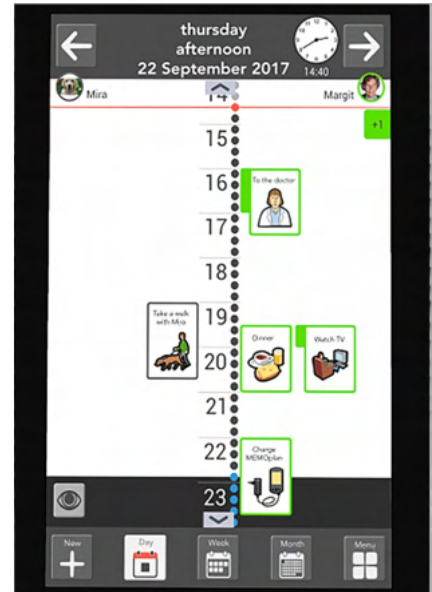 thursday
afternoon
22 September 2017
14:40
Mira
Margit
14
+1
15
16
To the doctor
17
18
Take a walk
with Mira
19
Dinner
Watch TV
20
21
22
Charge
MEMOplan
23
New
Day
Week
Month
Menu